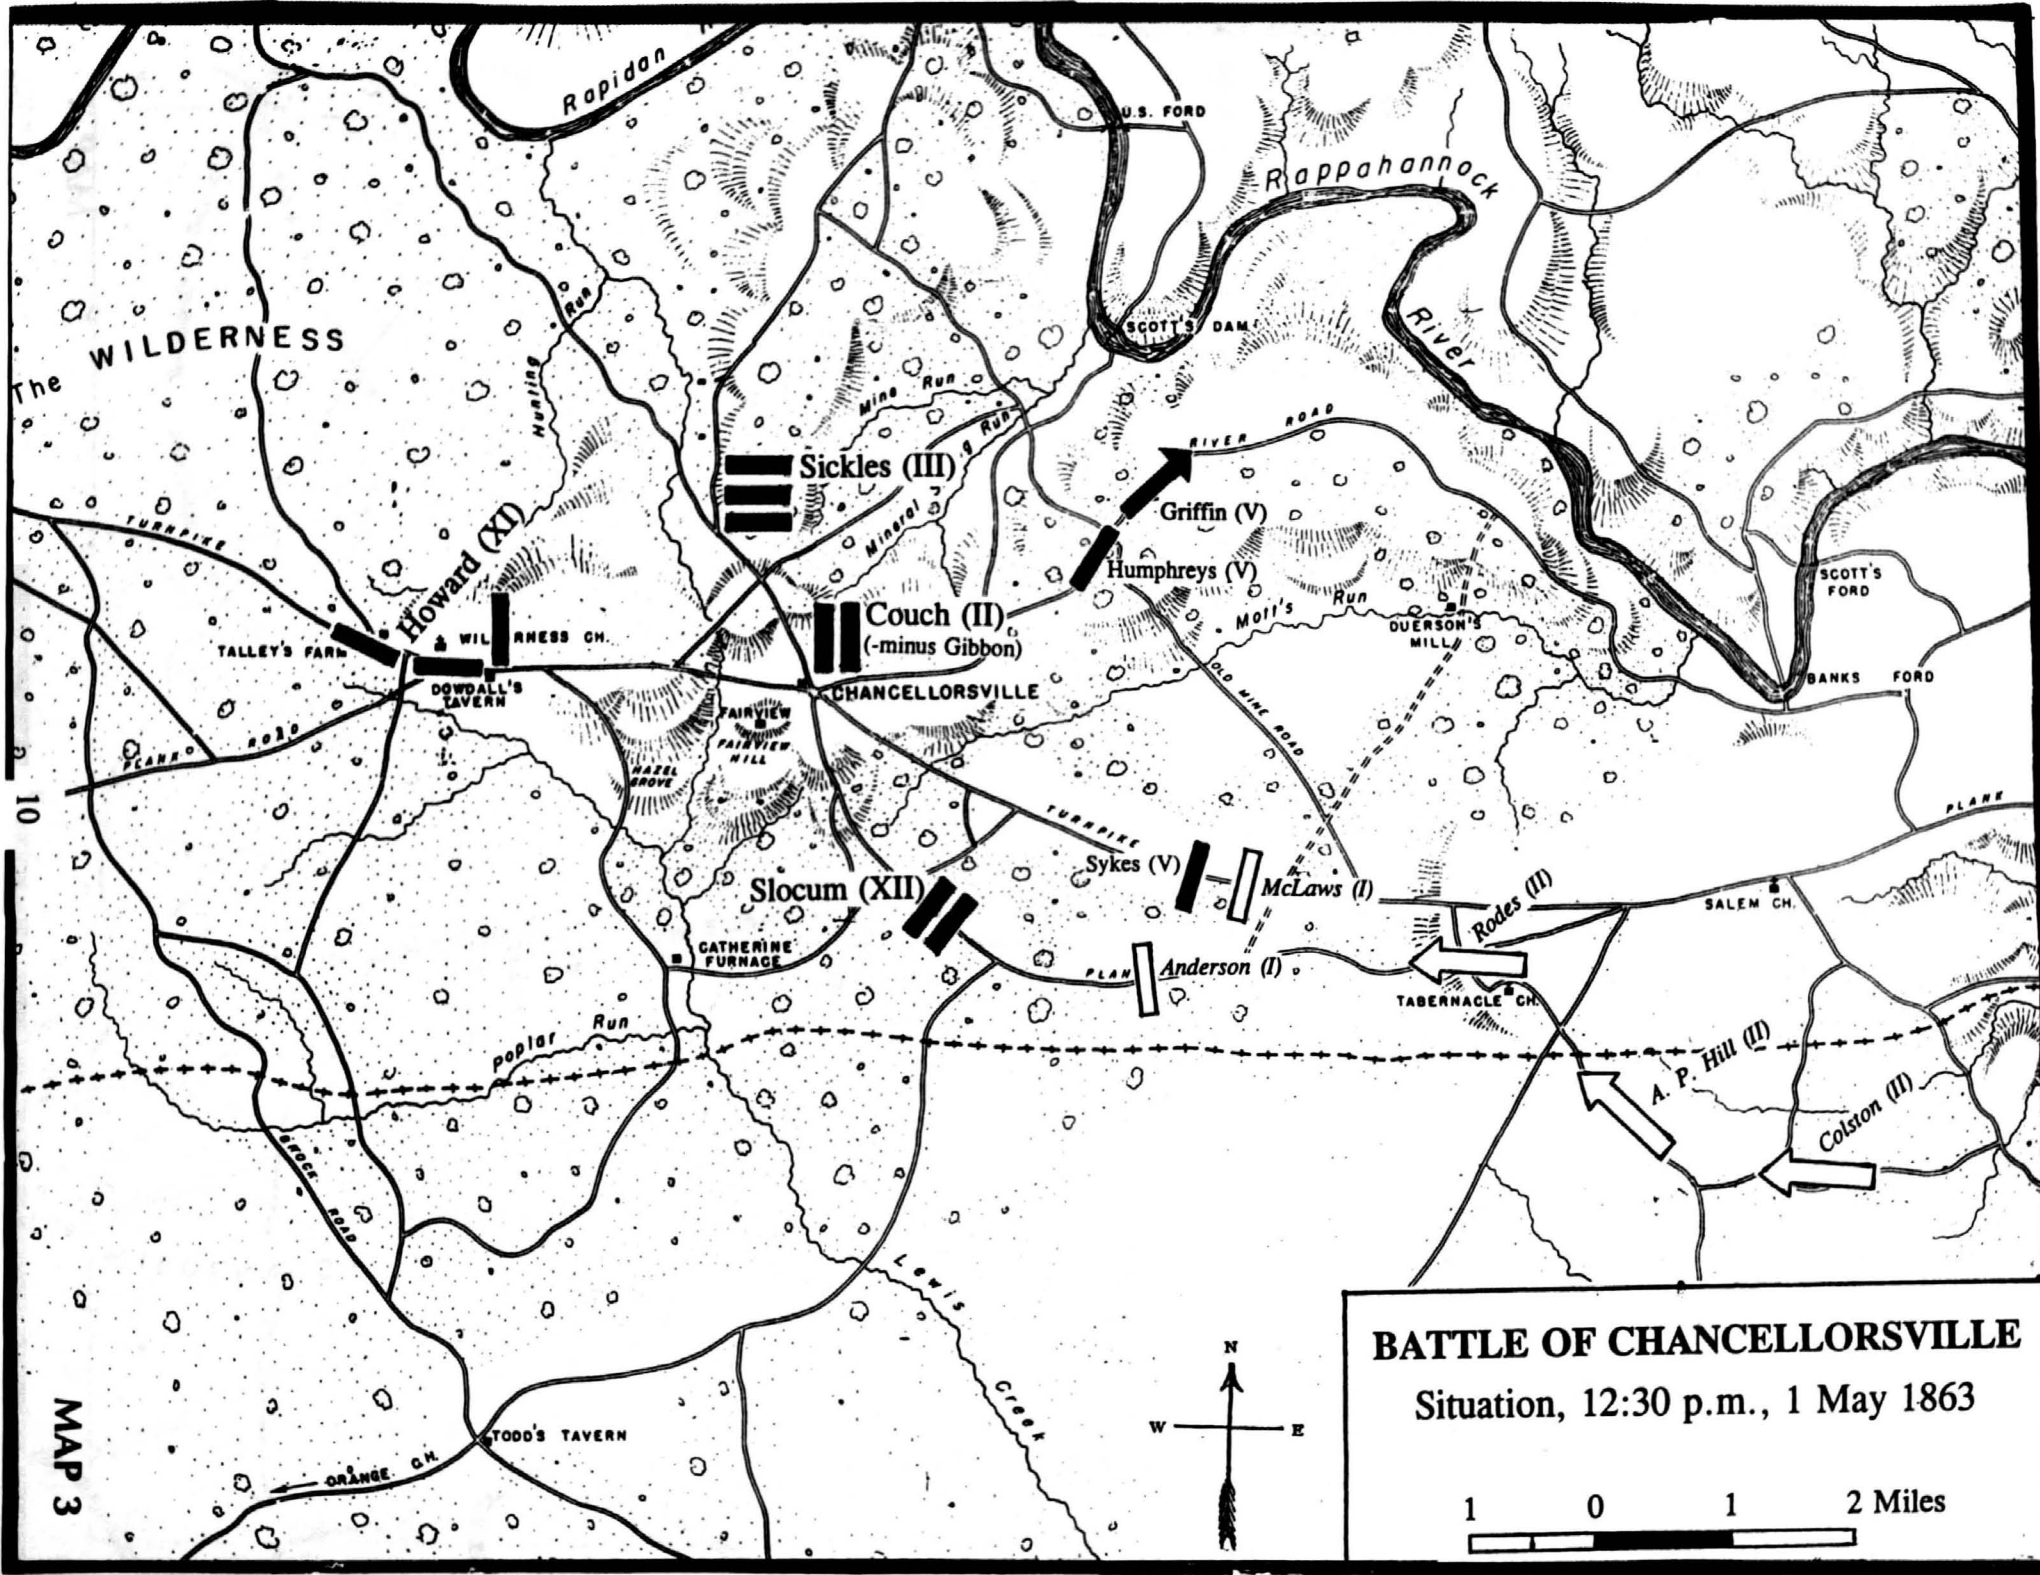 Rapidan
U.S. FORD
Rappahannock
River
SCOTT'S DAM
The WILDERNESS
Hunting
Run
Mine Run
RIVER ROAD
Sickles (III)
Mineral
g Run
Griffin (V)
Humphreys (V)
TURNPIKE
Howard (XI)
SCOTT'S
FORD
Mott's Run
DUERSON'S
MILL
Couch (II)
(-minus Gibbon)
TALLEY'S FARM
WIL RNESS CH.
DOWDALL'S
TAVERN
CHANCELLORSVILLE
OLD MINE ROAD
BANKS FORD
FAIRVIEW
FAIRVIEW
HILL
PLANK ROAD
HAZEL
GROVE
10
TURNPIKE
PLANK
Sykes (V)
McLaws (I)
Slocum (XII)
Rodes (II)
SALEM CH.
CATHERINE
FURNACE
PLAN
Anderson (I)
TABERNACLE CH.
Poplar Run
A. P. Hill (II)
Colston (II)
BROCK
ROAD
Lewis
Creek
TODD'S TAVERN
ORANGE C.H.
MAP 3
N
W
E
BATTLE OF CHANCELLORSVILLE
Situation, 12:30 p.m., 1 May 1863
1 0 1 2 Miles